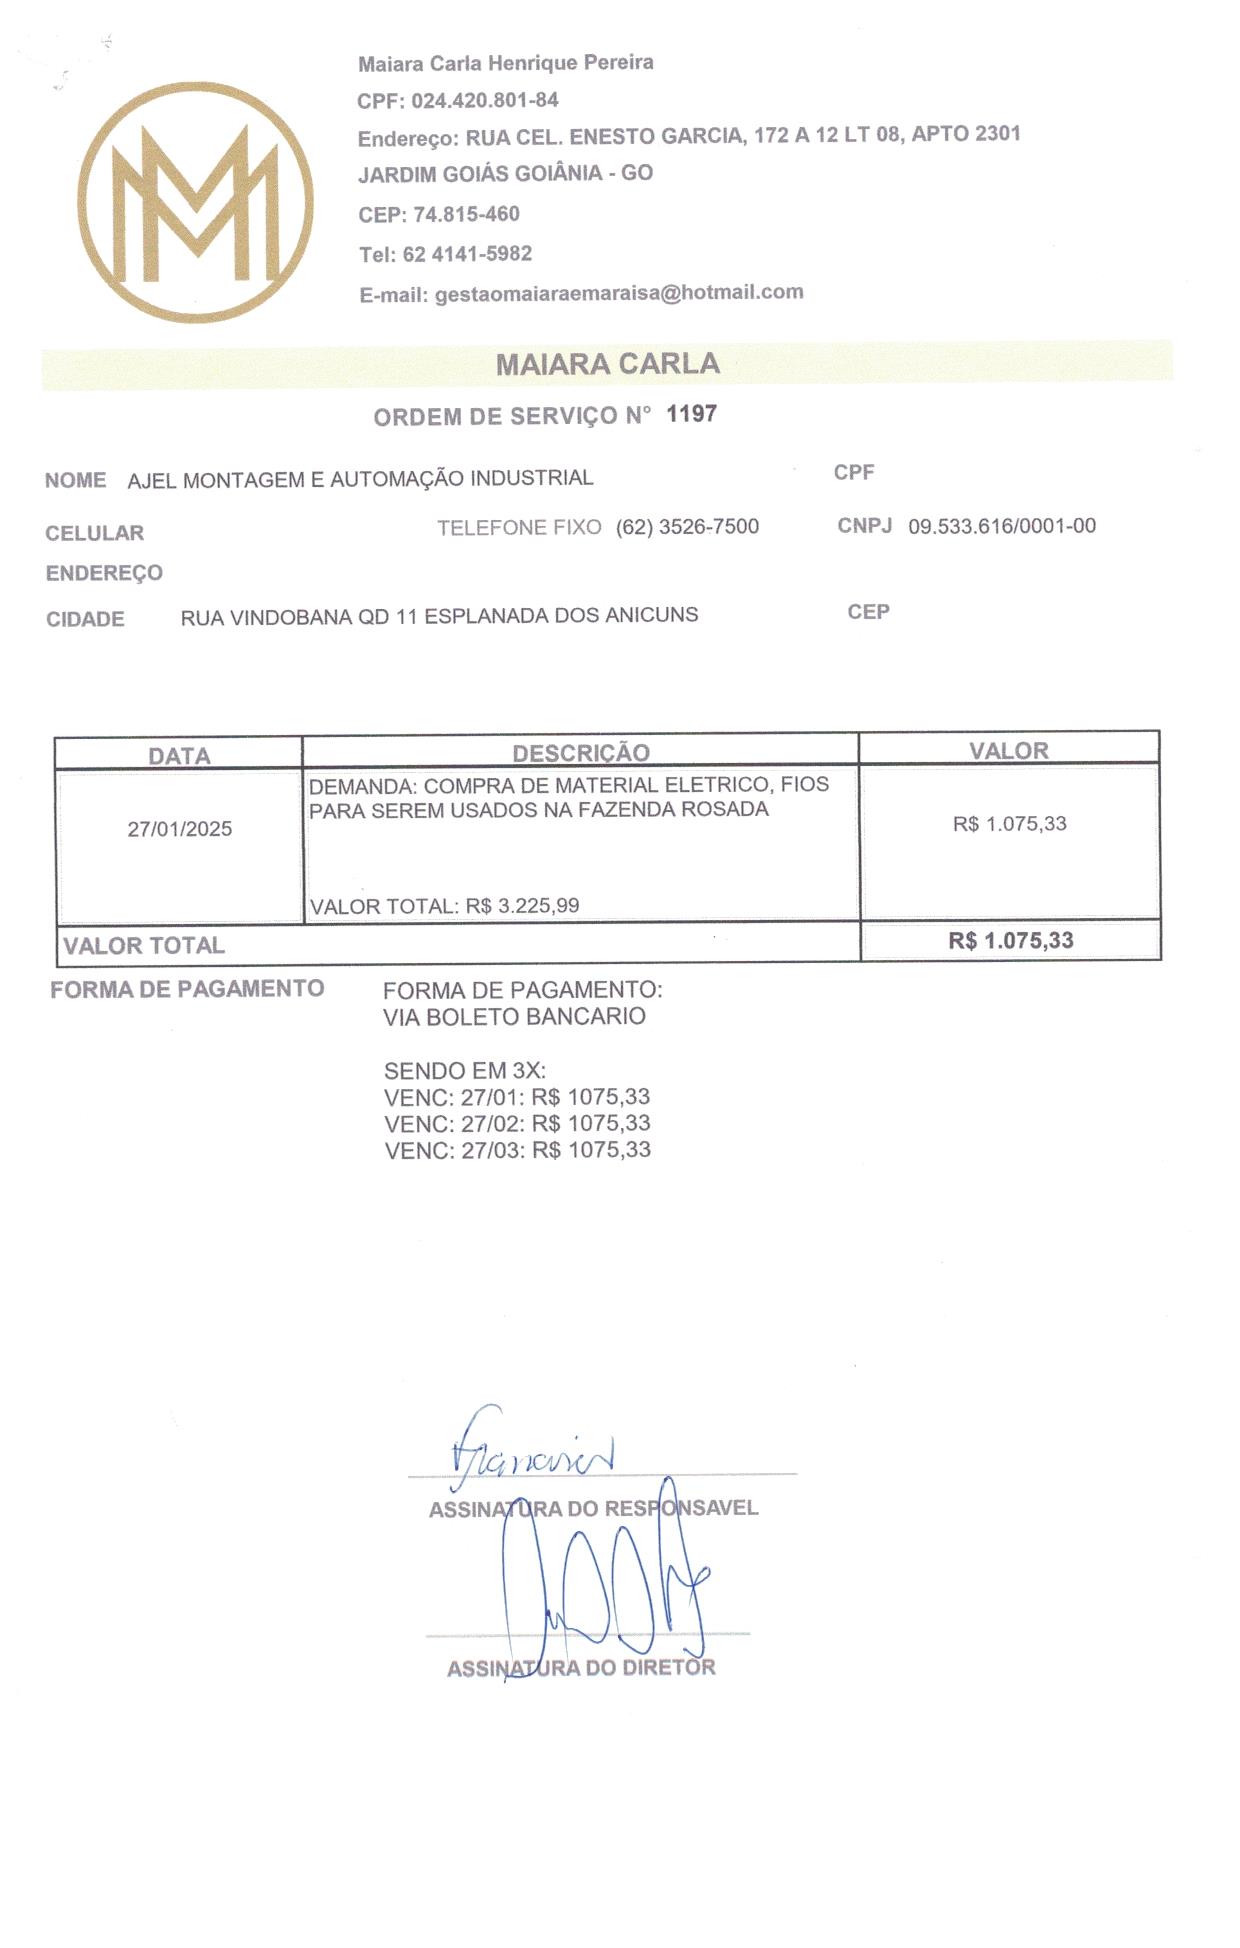 Maiara Carla Henrique Pereira
CPF: 024.420.801-84
Endereço: RUA CEL. ENESTO GARCIA, 172 A 12 LT 08, APTO 2301
JARDIM GOIÁS GOIÂNIA - GO
CEP: 74.815-460
Tel: 62 4141-5982
E-mail: gestaomaiaraemaraisa@hotmail.com
MAIARA CARLA
ORDEM DE SERVIÇO N° 1197
NOME AJEL MONTAGEM E AUTOMAÇÃO INDUSTRIAL CPF
CELULAR TELEFONE FIXO (62) 3526-7500 CNPJ 09.533.616/0001-00
ENDEREÇO
CIDADE RUA VINDOBANA QD 11 ESPLANADA DOS ANICUNS CEP
DATA DESCRIÇÃO VALOR
DEMANDA: COMPRA DE MATERIAL ELETRICO, FIOS
PARA SEREM USADOS NA FAZENDA ROSADA
27/01/2025 R$ 1.075,33
VALOR TOTAL: R$ 3.225,99
VALOR TOTAL R$ 1.075,33
FORMA DE PAGAMENTO FORMA DE PAGAMENTO:
VIA BOLETO BANCARIO
SENDO EM 3X:
VENC: 27/01: R$ 1075,33
VENC: 27/02: R$ 1075,33
VENC: 27/03: R$ 1075,33
ASSINATURA DO RESPONSAVEL
ASSINATURA DO DIRETOR